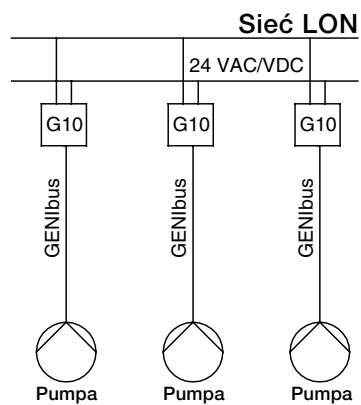 Sieć LON
24 VAC/VDC
G10 G10 G10
GENIbus GENIbus GENIbus
Pumpa Pumpa Pumpa